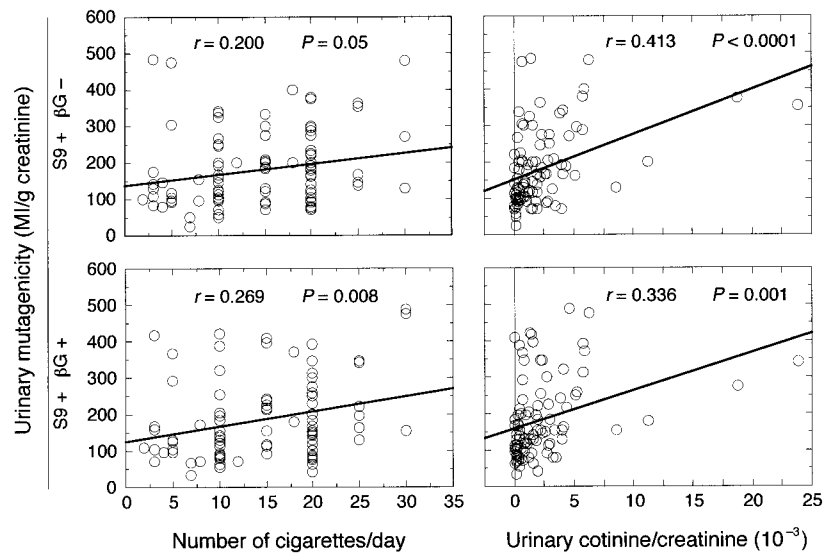 Urinary mutagenicity (MI/g creatinine)
S9 + βG −
600
500
400
300
200
100
0
r = 0.200 P = 0.05
r = 0.413 P < 0.0001
S9 + βG +
600
500
400
300
200
100
0
r = 0.269 P = 0.008
r = 0.336 P = 0.001
0 5 10 15 20 25 30 35
0 5 10 15 20 25
Number of cigarettes/day
Urinary cotinine/creatinine (10⁻³)